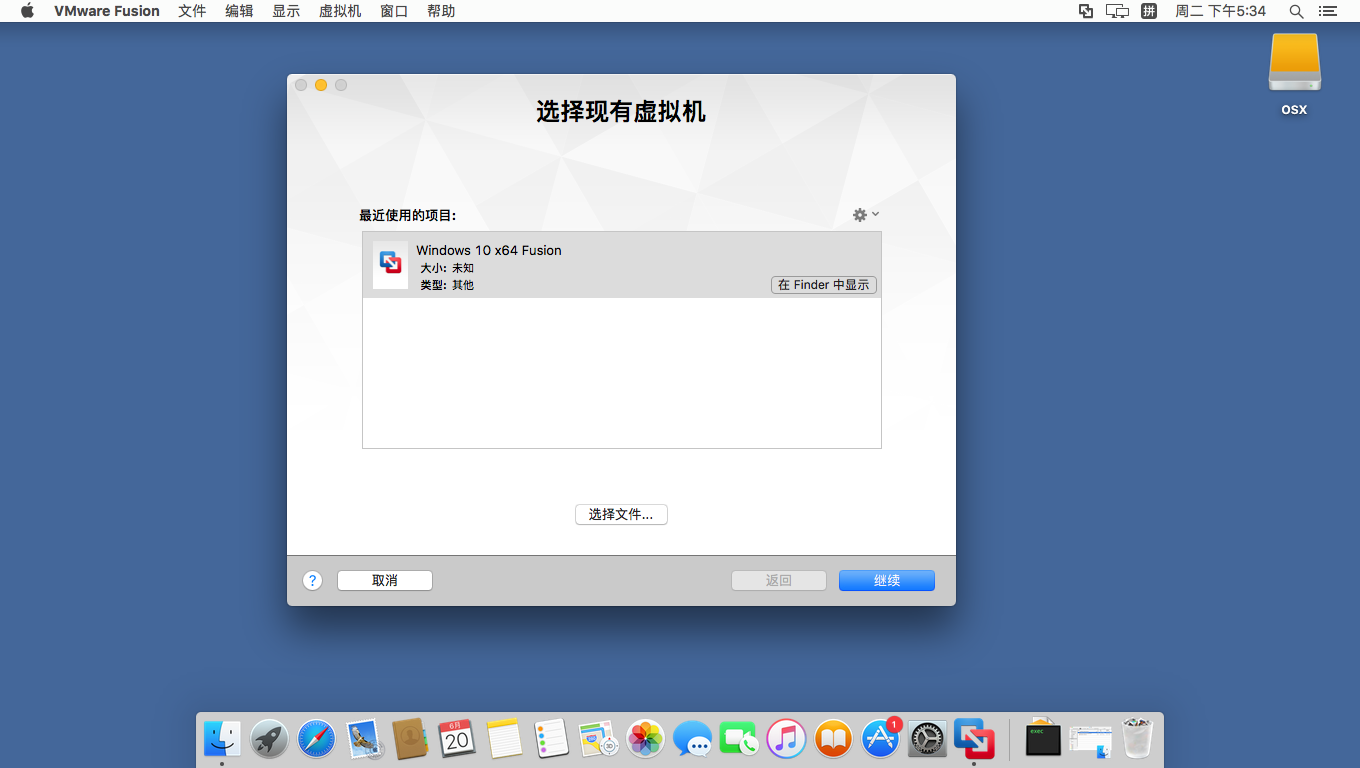 VMware Fusion 文件 编辑 显示 虚拟机 窗口 帮助 拼 周二 下午5:34
OSX
选择现有虚拟机
最近使用的项目:
Windows 10 x64 Fusion
大小: 未知
类型: 其他
在 Finder 中显示
选择文件...
? 取消 返回 继续
6月
20
1
exec